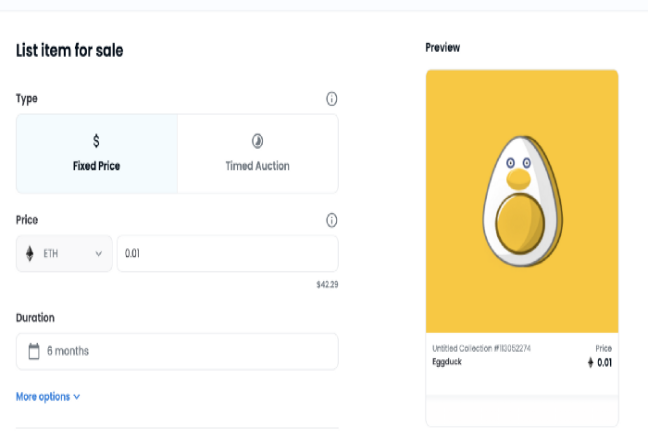 List item for sale
Type
$
Fixed Price
Timed Auction
Price
ETH
0.01
$42.29
Duration
6 months
More options
Preview
Untitled Collection #113052274
Price
Eggduck
0.01